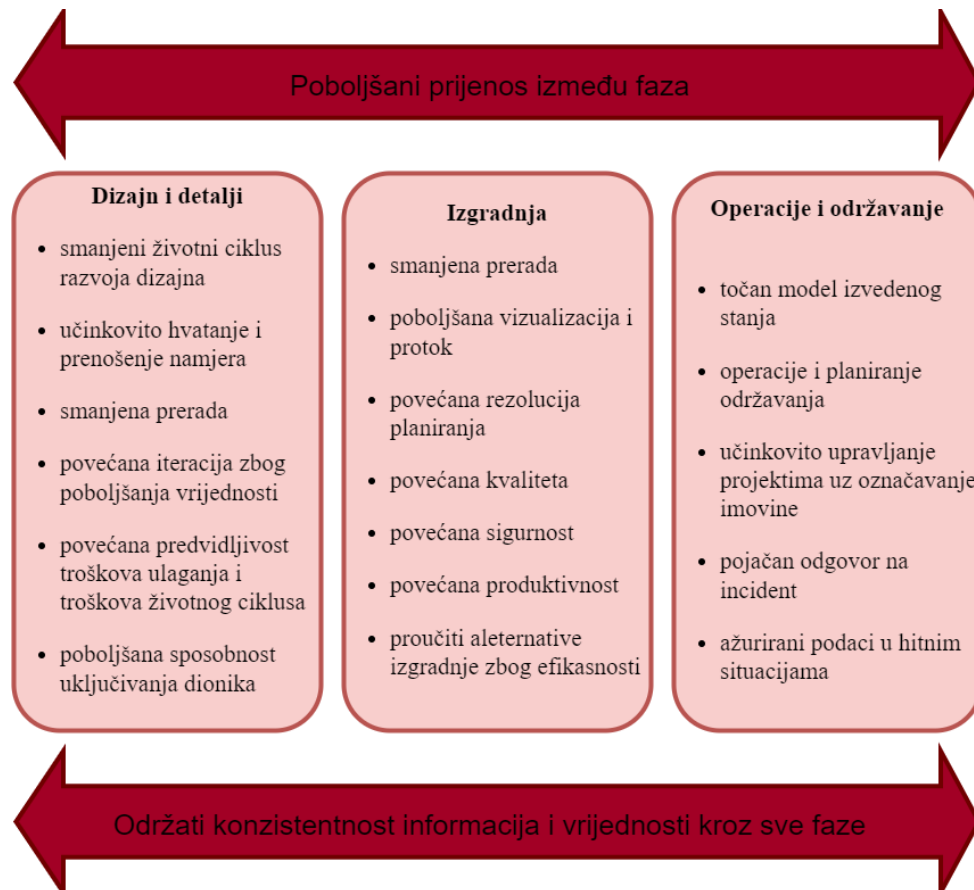 Poboljšani prijenos između faza
Dizajn i detalji
• smanjeni životni ciklus
razvoja dizajna
• učinkovito hvatanje i
prenošenje namjera
• smanjena prerada
• povećana iteracija zbog
poboljšanja vrijednosti
• povećana predvidljivost
troškova ulaganja i
troškova životnog ciklusa
• poboljšana sposobnost
uključivanja dionika
Izgradnja
• smanjena prerada
• poboljšana vizualizacija i
protok
• povećana rezolucija
planiranja
• povećana kvaliteta
• povećana sigurnost
• povećana produktivnost
• proučiti aleternative
izgradnje zbog efikasnosti
Operacije i održavanje
• točan model izvedenog
stanja
• operacije i planiranje
održavanja
• učinkovito upravljanje
projektima uz označavanje
imovine
• pojačan odgovor na
incident
• ažurirani podaci u hitnim
situacijama
Održati konzistentnost informacija i vrijednosti kroz sve faze